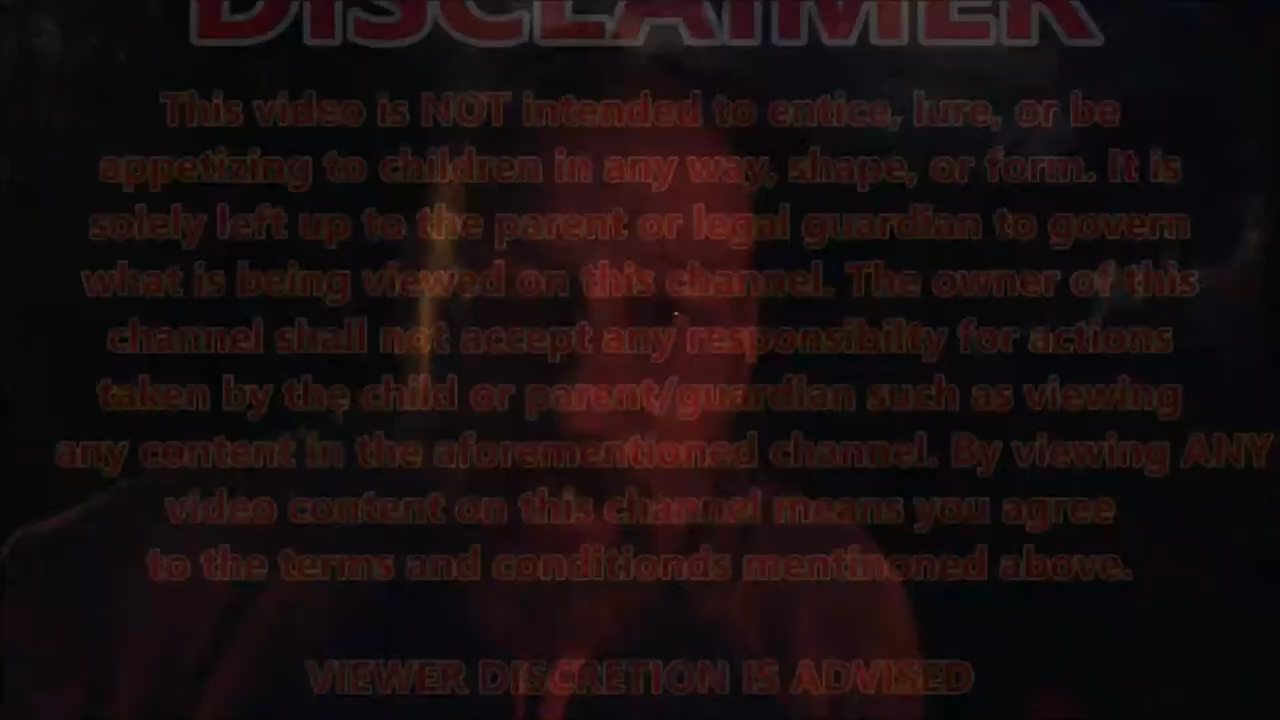 DISCLAIMER
This video is NOT intended to entice, lure, or be
appetizing to children in any way, shape, or form. It is
solely left up to the parent or legal guardian to govern
what is being viewed on this channel. The owner of this
channel shall not accept any responsibilty for actions
taken by the child or parent/guardian such as viewing
any content in the aforementioned channel. By viewing ANY
video content on this channel means you agree
to the terms and conditionds mentinoned above.
VIEWER DISCRETION IS ADVISED